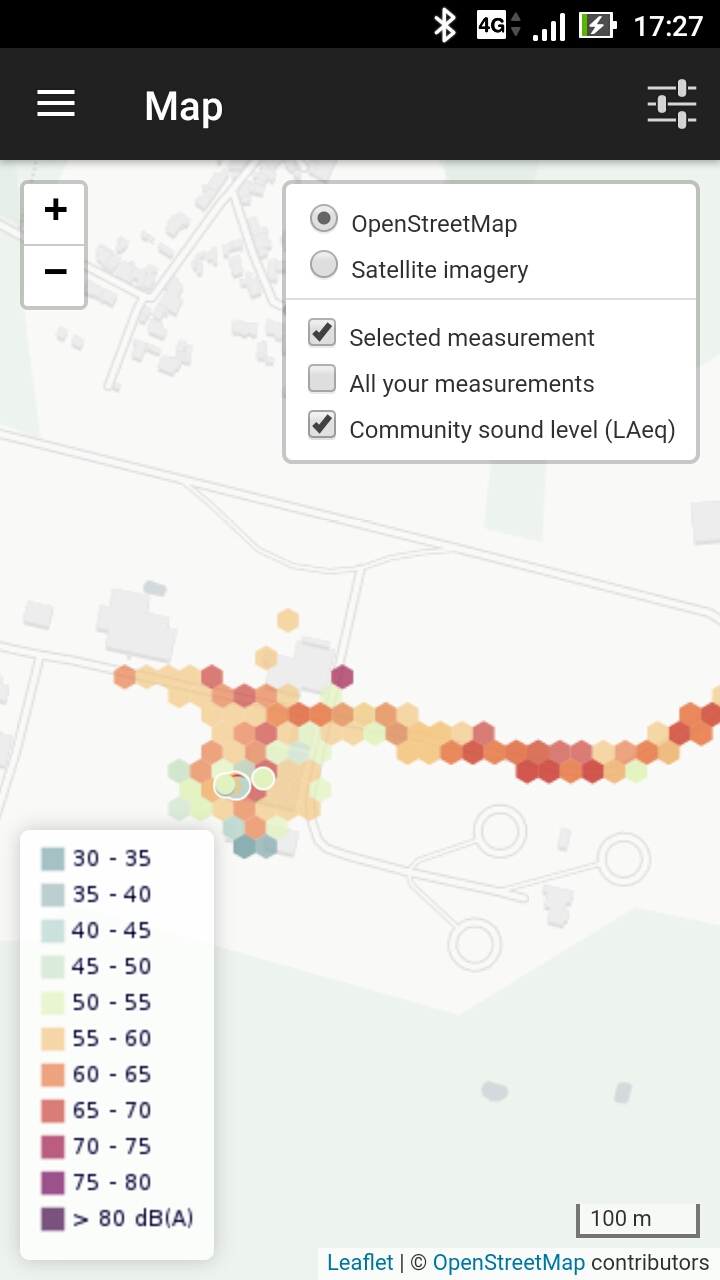 4G 17:27
Map
+
−
OpenStreetMap
Satellite imagery
Selected measurement
All your measurements
Community sound level (LAeq)
30 - 35
35 - 40
40 - 45
45 - 50
50 - 55
55 - 60
60 - 65
65 - 70
70 - 75
75 - 80
> 80 dB(A)
100 m
Leaflet | © OpenStreetMap contributors